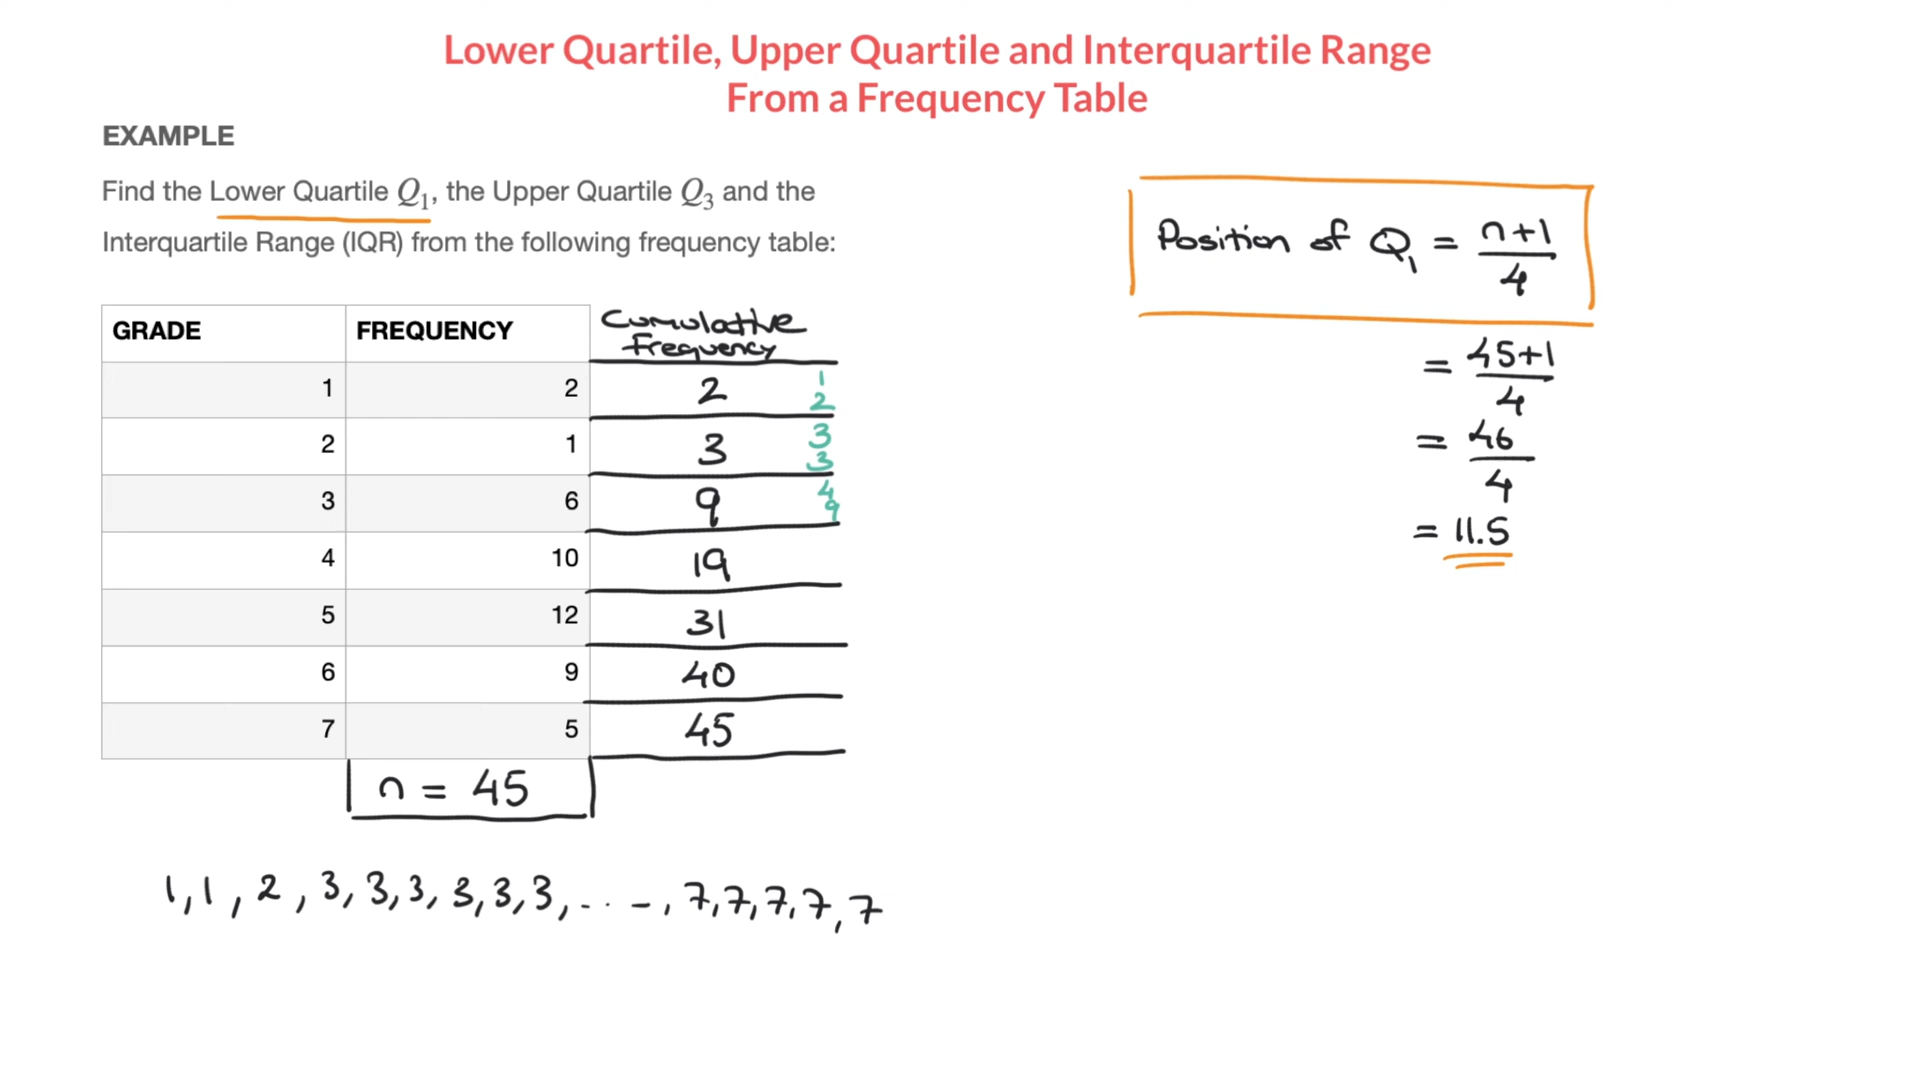 Lower Quartile, Upper Quartile and Interquartile Range
From a Frequency Table
EXAMPLE
Find the Lower Quartile Q1, the Upper Quartile Q3 and the
Interquartile Range (IQR) from the following frequency table:
GRADE FREQUENCY Cumulative Frequency
1 2 2 1 2
2 1 3 3 3
3 6 9 4 9
4 10 19
5 12 31
6 9 40
7 5 45
n = 45
1, 1, 2, 3, 3, 3, 3, 3, 3, ...., 7, 7, 7, 7, 7
Position of Q1 = n+1/4
= 45+1/4
= 46/4
= 11.5